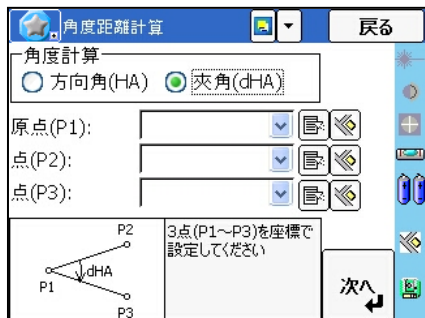 角度距離計算
戻る
角度計算
方向角(HA) 夾角(dHA)
原点(P1):
点(P2):
点(P3):
P2
dHA
P1
P3
3点(P1～P3)を座標で
設定してください
次へ